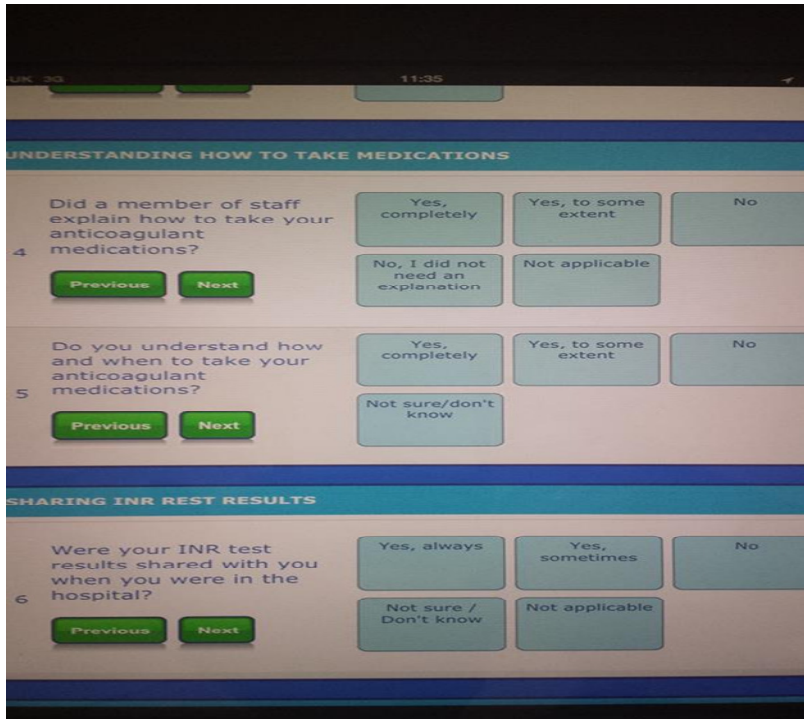 UK 3G
11:35
UNDERSTANDING HOW TO TAKE MEDICATIONS
4
Did a member of staff
explain how to take your
anticoagulant
medications?
Previous
Next
Yes,
completely
Yes, to some
extent
No
No, I did not
need an
explanation
Not applicable
5
Do you understand how
and when to take your
anticoagulant
medications?
Previous
Next
Yes,
completely
Yes, to some
extent
No
Not sure/don't
know
SHARING INR REST RESULTS
6
Were your INR test
results shared with you
when you were in the
hospital?
Previous
Next
Yes, always
Yes,
sometimes
No
Not sure /
Don't know
Not applicable